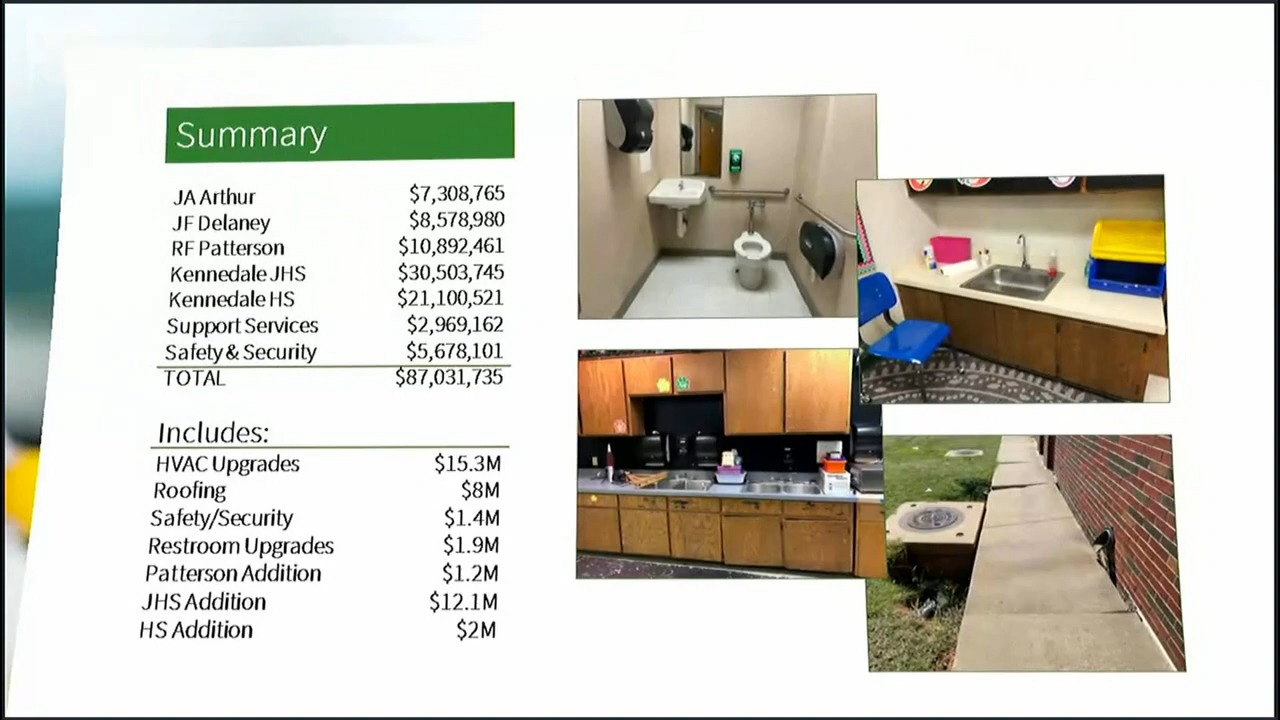 Summary
JA Arthur $7,308,765
JF Delaney $8,578,980
RF Patterson $10,892,461
Kennedale JHS $30,503,745
Kennedale HS $21,100,521
Support Services $2,969,162
Safety & Security $5,678,101
TOTAL $87,031,735
Includes:
HVAC Upgrades $15.3M
Roofing $8M
Safety/Security $1.4M
Restroom Upgrades $1.9M
Patterson Addition $1.2M
JHS Addition $12.1M
HS Addition $2M